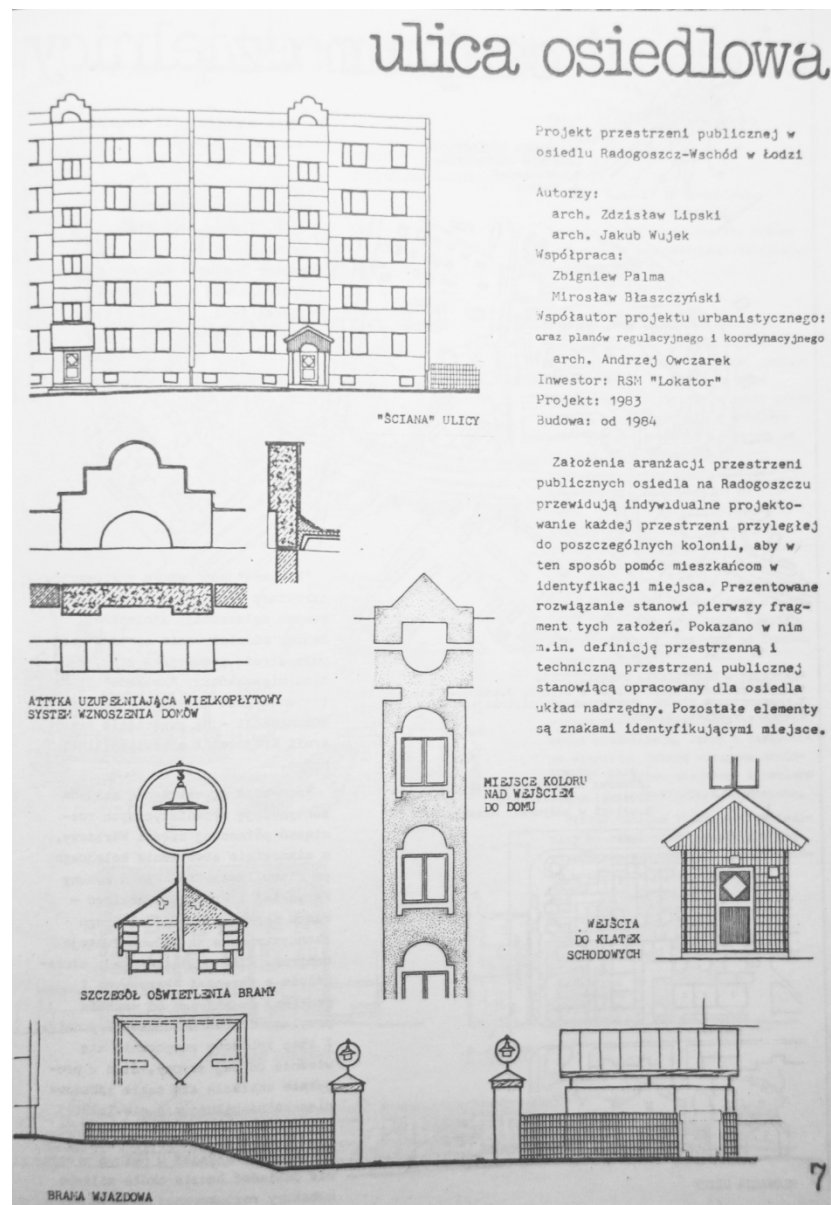 ulica osiedlowa
Projekt przestrzeni publicznej w
osiedlu Radogoszcz-Wschód w Łodzi
Autorzy:
arch. Zdzisław Lipski
arch. Jakub Wujek
Współpraca:
Zbigniew Palma
Mirosław Błaszczyński
Współautor projektu urbanistycznego:
oraz planów regulacyjnego i koordynacyjnego
arch. Andrzej Owczarek
Inwestor: RSM "Lokator"
Projekt: 1983
Budowa: od 1984
"ŚCIANA" ULICY
Założenia aranżacji przestrzeni
publicznych osiedla na Radogoszczu
przewidują indywidualne projekto-
wanie każdej przestrzeni przyległej
do poszczególnych kolonii, aby w
ten sposób pomóc mieszkańcom w
identyfikacji miejsca. Prezentowane
rozwiązanie stanowi pierwszy frag-
ment tych założeń. Pokazano w nim
m.in. definicję przestrzenną i
techniczną przestrzeni publicznej
stanowiącą opracowany dla osiedla
układ nadrzędny. Pozostałe elementy
są znakami identyfikującymi miejsce.
ATTYKA UZUPEŁNIAJĄCA WIELKOPŁYTOWY
SYSTEM WZNOSZENIA DOMÓW
MIEJSCE KOLORU
NAD WEJŚCIEM
DO DOMU
WEJŚCIA
DO KLATEK
SCHODOWYCH
SZCZEGÓŁ OŚWIETLENIA BRAMY
BRAMA WJAZDOWA
7